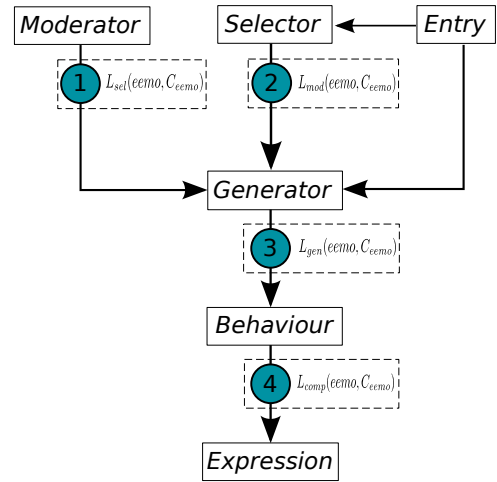 Moderator
Selector
Entry
1 L_sel(eemo, C_eemo)
2 L_mod(eemo, C_eemo)
Generator
3 L_gen(eemo, C_eemo)
Behaviour
4 L_comp(eemo, C_eemo)
Expression